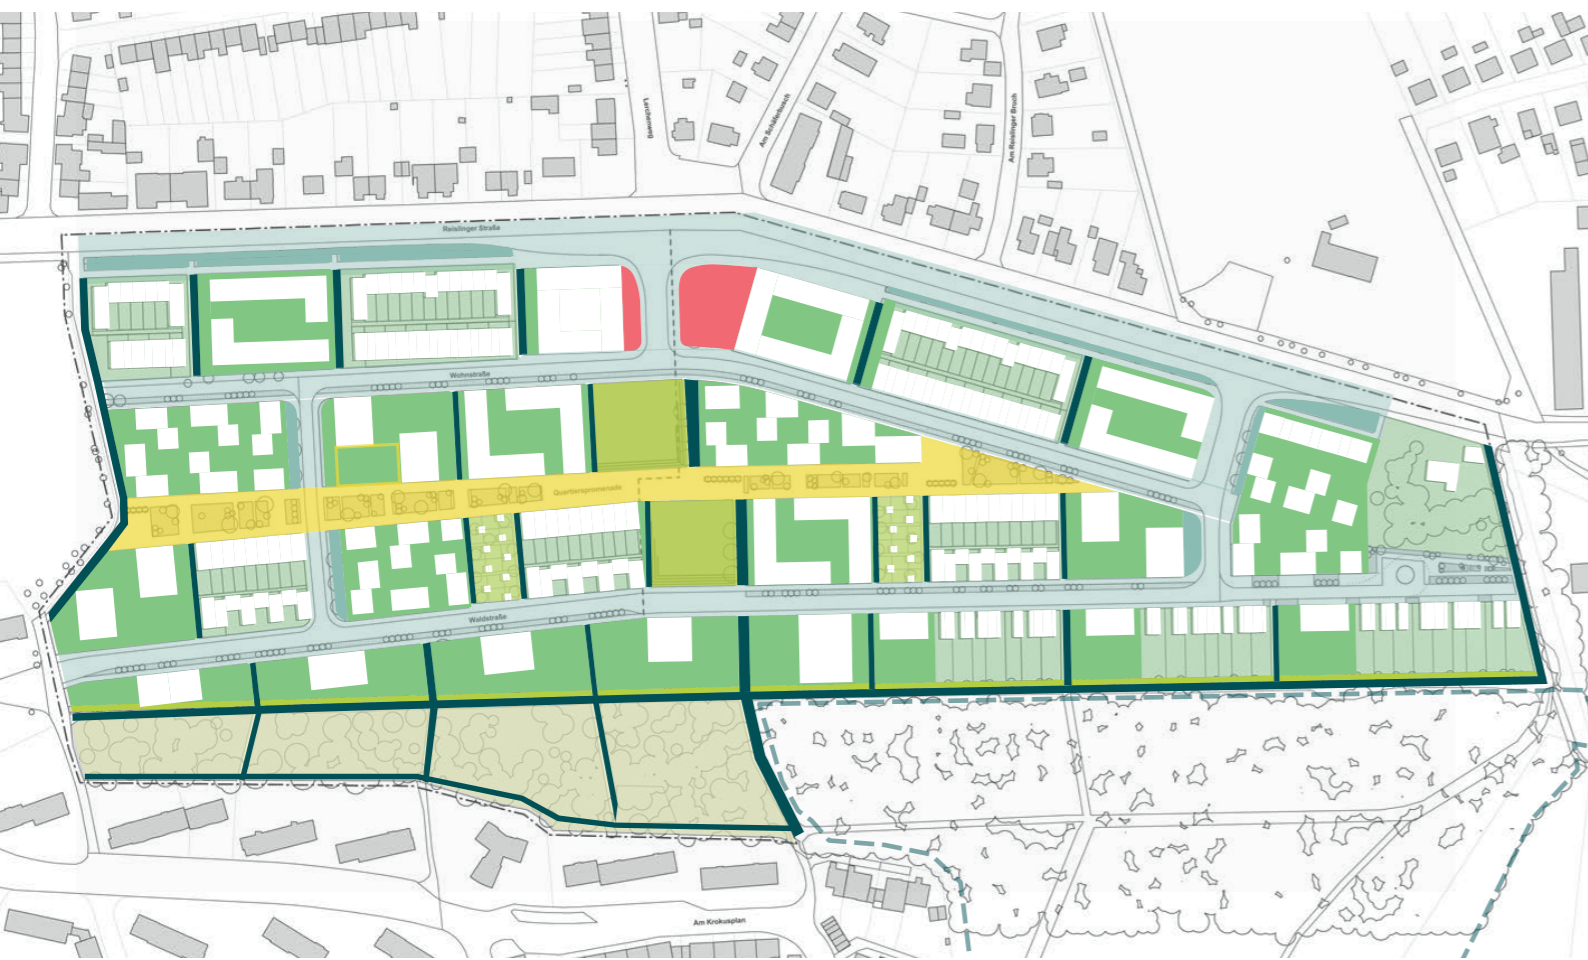 Lerchenweg
Am Schäferbusch
Am Reislinger Bruch
Reislinger Straße
Wohnstraße
Quartierspromenade
Waldstraße
Am Krokusplan